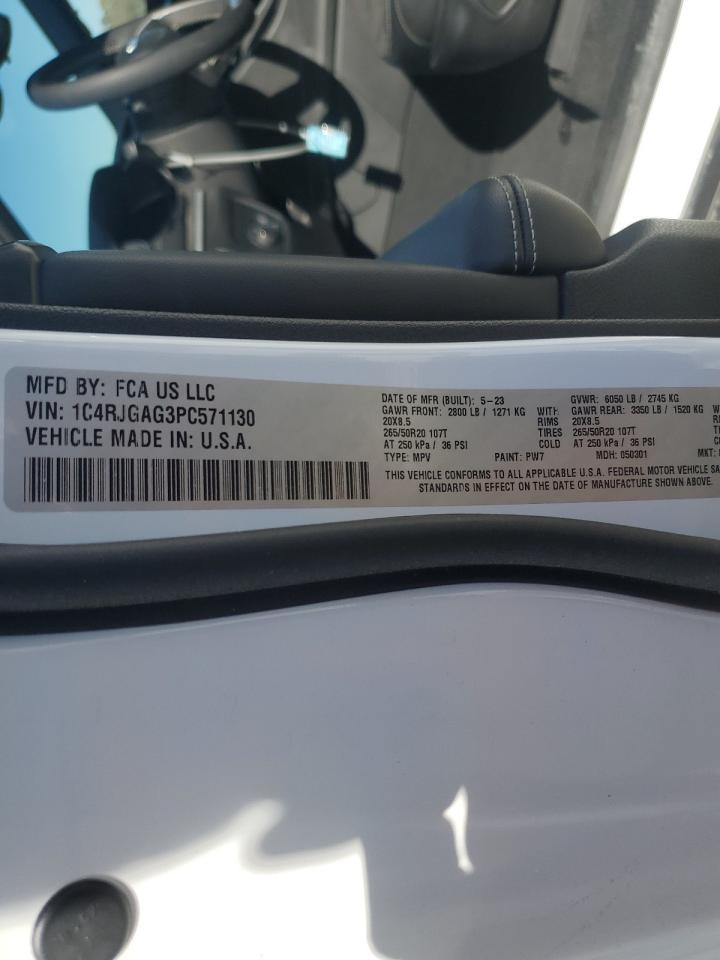 MFD BY: FCA US LLC
VIN: 1C4RJGAG3PC571130
VEHICLE MADE IN: U.S.A.
DATE OF MFR (BUILT): 5-23 GVWR: 6050 LB / 2745 KG
GAWR FRONT: 2800 LB / 1271 KG WITH GAWR REAR: 3350 LB / 1520 KG
20X8.5 RIMS 20X8.5
265/50R20 107T TIRES 265/50R20 107T
AT 250 kPa / 36 PSI COLD AT 250 kPa / 36 PSI
TYPE: MPV PAINT: PW7 MDH: 050301 MKT:
THIS VEHICLE CONFORMS TO ALL APPLICABLE U.S.A. FEDERAL MOTOR VEHICLE
STANDARDS IN EFFECT ON THE DATE OF MANUFACTURE SHOWN ABOVE.